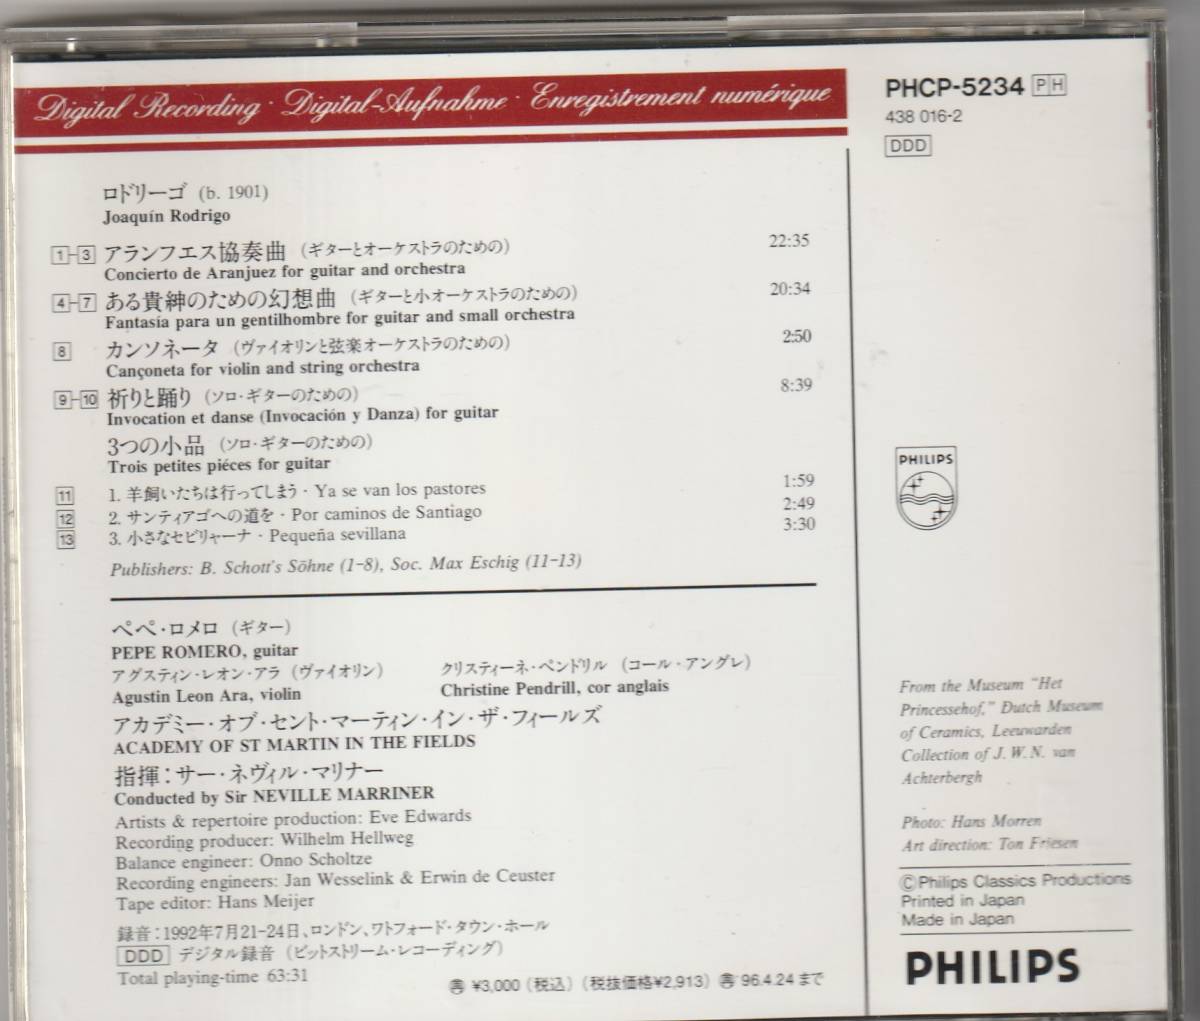 Digital Recording · Digital-Aufnahme · Enregistrement numérique
PHCP-5234 PH
438 016-2
DDD
ロドリーゴ (b. 1901)
Joaquín Rodrigo
1-3 アランフエス協奏曲 (ギターとオーケストラのための) 22:35
Concierto de Aranjuez for guitar and orchestra
4-7 ある貴紳のための幻想曲 (ギターと小オーケストラのための) 20:34
Fantasía para un gentilhombre for guitar and small orchestra
8 カンソネータ (ヴァイオリンと弦楽オーケストラのための) 2:50
Cançoneta for violin and string orchestra
9-10 祈りと踊り (ソロ・ギターのための) 8:39
Invocation et danse (Invocación y Danza) for guitar
3つの小品 (ソロ・ギターのための)
Trois petites piéces for guitar
11 1. 羊飼いたちは行ってしまう · Ya se van los pastores 1:59
12 2. サンティアゴへの道を · Por caminos de Santiago 2:49
13 3. 小さなセビリャーナ · Pequeña sevillana 3:30
Publishers: B. Schott's Söhne (1-8), Soc. Max Eschig (11-13)
ペペ・ロメロ (ギター)
PEPE ROMERO, guitar
アグスティン・レオン・アラ (ヴァイオリン)
Agustin Leon Ara, violin
クリスティーネ・ペンドリル (コール・アングレ)
Christine Pendrill, cor anglais
アカデミー・オブ・セント・マーティン・イン・ザ・フィールズ
ACADEMY OF ST MARTIN IN THE FIELDS
指揮：サー・ネヴィル・マリナー
Conducted by Sir NEVILLE MARRINER
Artists & repertoire production: Eve Edwards
Recording producer: Wilhelm Hellweg
Balance engineer: Onno Scholtze
Recording engineers: Jan Wesselink & Erwin de Ceuster
Tape editor: Hans Meijer
録音：1992年7月21-24日、ロンドン、ワトフォード・タウン・ホール
DDD デジタル録音 (ビットストリーム・レコーディング)
Total playing-time 63:31
¥3,000 (税込) (税抜価格¥2,913) 96.4.24まで
PHILIPS
From the Museum "Het
Princessehof," Dutch Museum
of Ceramics, Leeuwarden
Collection of J. W. N. van
Achterbergh
Photo: Hans Morren
Art direction: Ton Friesen
©Philips Classics Productions
Printed in Japan
Made in Japan
PHILIPS